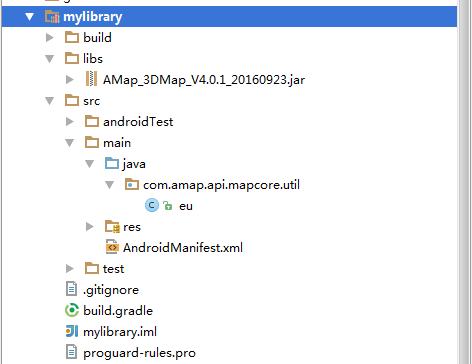 mylibrary
build
libs
AMap_3DMap_V4.0.1_20160923.jar
src
androidTest
main
java
com.amap.api.mapcore.util
eu
res
AndroidManifest.xml
test
.gitignore
build.gradle
mylibrary.iml
proguard-rules.pro